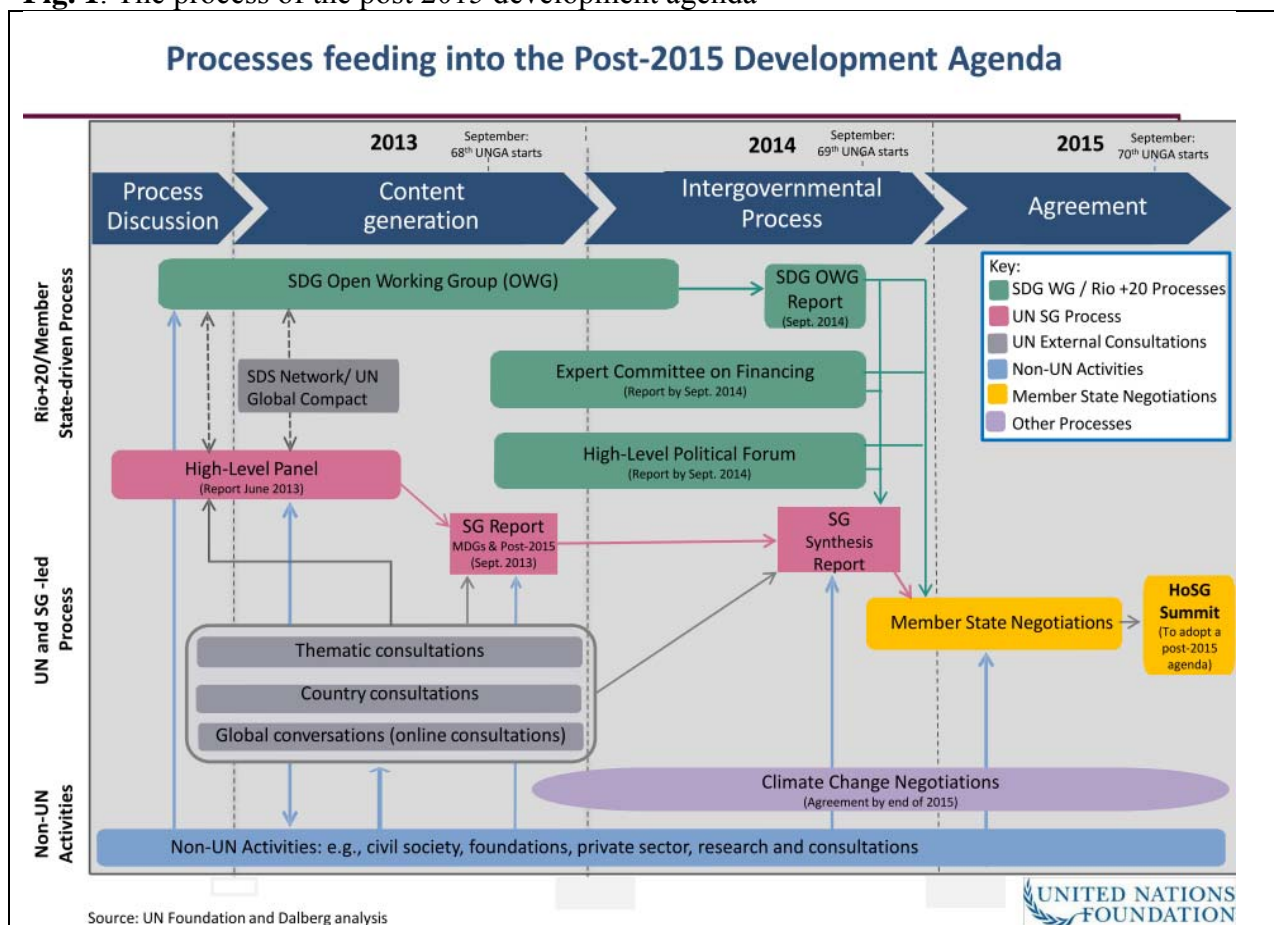 Fig. 1. The process of the post 2015 development agenda
Processes feeding into the Post-2015 Development Agenda
2013
September:
68th UNGA starts
2014
September:
69th UNGA starts
2015
September:
70th UNGA starts
Process
Discussion
Content
generation
Intergovernmental
Process
Agreement
Rio+20/Member
State-driven Process
SDG Open Working Group (OWG)
SDG OWG
Report
(Sept. 2014)
Key:
SDG WG / Rio +20 Processes
UN SG Process
UN External Consultations
Non-UN Activities
Member State Negotiations
Other Processes
SDS Network/ UN
Global Compact
Expert Committee on Financing
(Report by Sept. 2014)
High-Level Political Forum
(Report by Sept. 2014)
High-Level Panel
(Report June 2013)
UN and SG -led
Process
SG Report
MDGs & Post-2015
(Sept. 2013)
SG
Synthesis
Report
Member State Negotiations
HoSG
Summit
(To adopt a
post-2015
agenda)
Thematic consultations
Country consultations
Global conversations (online consultations)
Non-UN
Activities
Climate Change Negotiations
(Agreement by end of 2015)
Non-UN Activities: e.g., civil society, foundations, private sector, research and consultations
Source: UN Foundation and Dalberg analysis
UNITED NATIONS
FOUNDATION